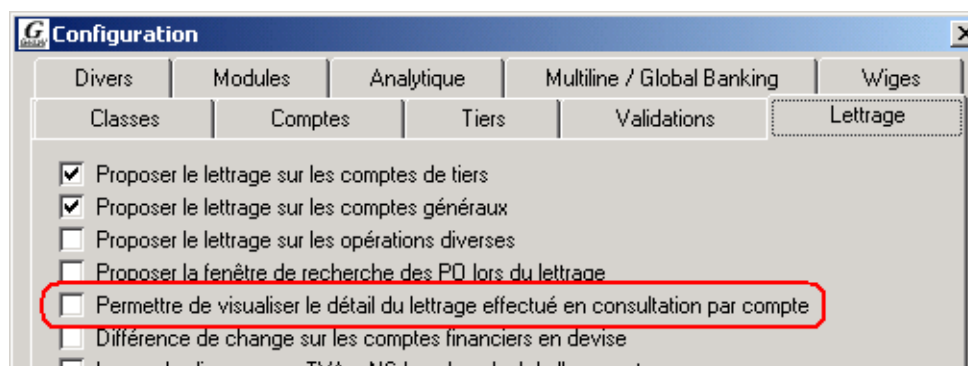 Configuration
Divers Modules Analytique Multiline / Global Banking Wiges
Classes Comptes Tiers Validations Lettrage
Proposer le lettrage sur les comptes de tiers
Proposer le lettrage sur les comptes généraux
Proposer le lettrage sur les opérations diverses
Proposer la fenêtre de recherche des PO lors du lettrage
Permettre de visualiser le détail du lettrage effectué en consultation par compte
Différence de change sur les comptes financiers en devise